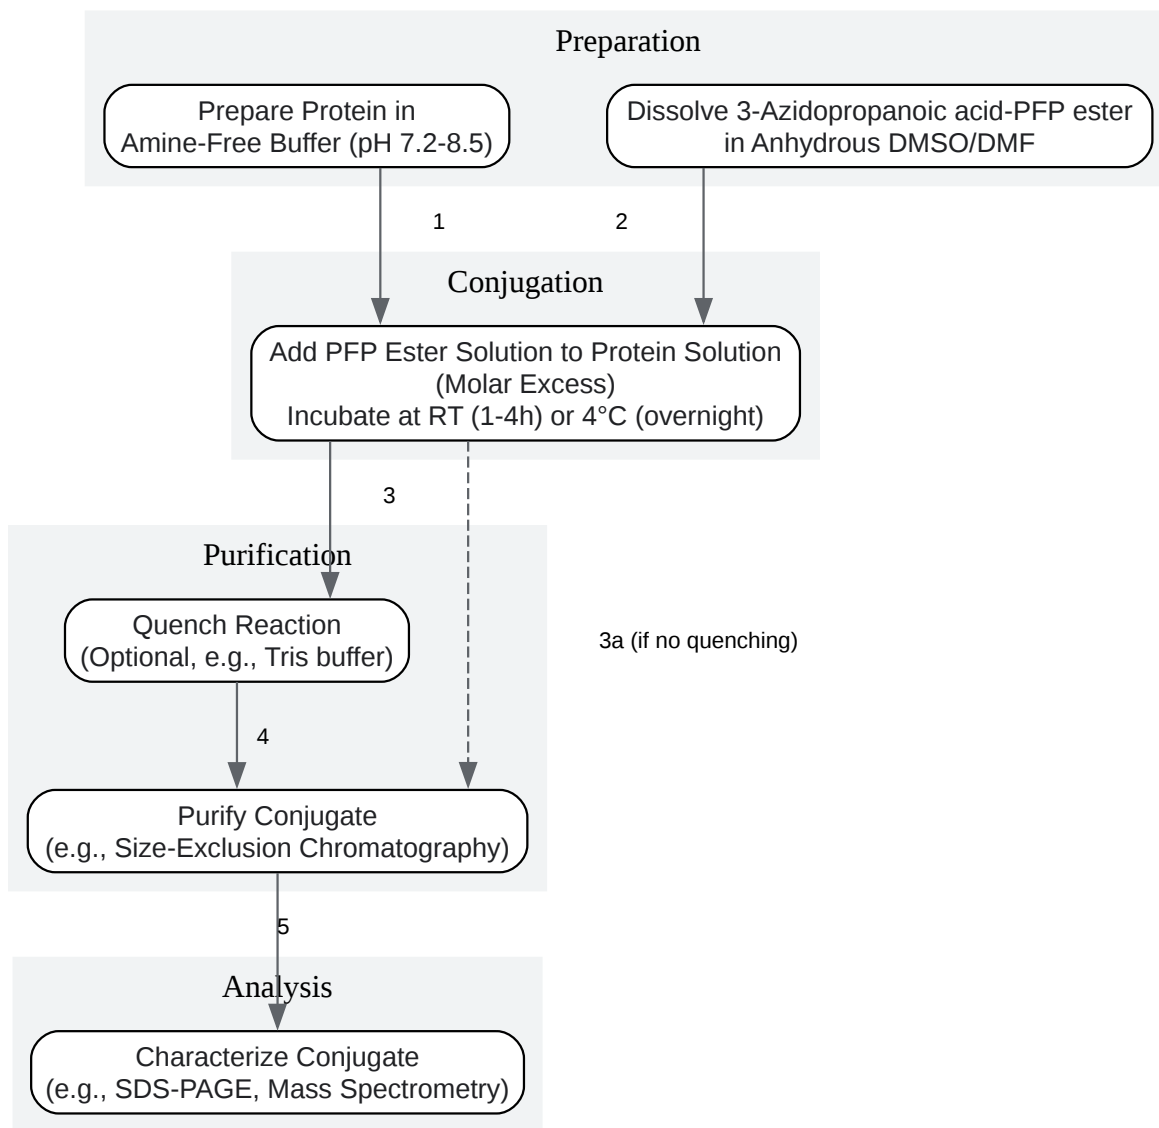 Preparation
Prepare Protein in
Amine-Free Buffer (pH 7.2-8.5)
Dissolve 3-Azidopropanoic acid-PFP ester
in Anhydrous DMSO/DMF
1
2
Conjugation
Add PFP Ester Solution to Protein Solution
(Molar Excess)
Incubate at RT (1-4h) or 4°C (overnight)
3
Purification
Quench Reaction
(Optional, e.g., Tris buffer)
3a (if no quenching)
4
Purify Conjugate
(e.g., Size-Exclusion Chromatography)
5
Analysis
Characterize Conjugate
(e.g., SDS-PAGE, Mass Spectrometry)